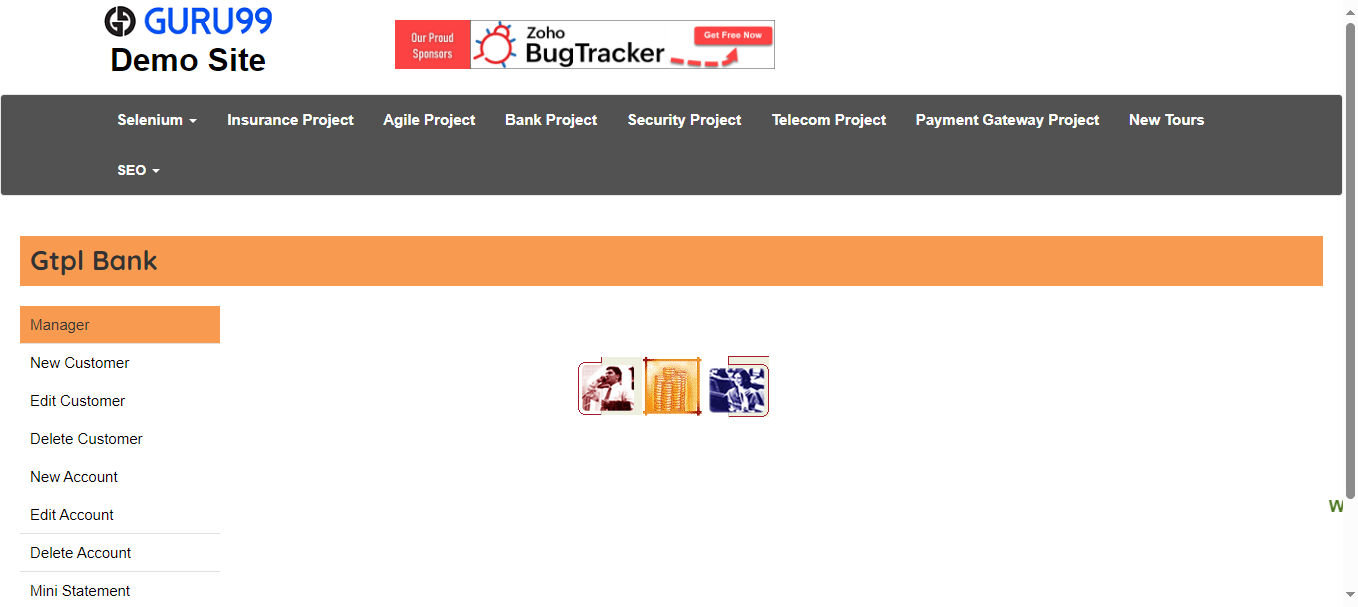 GURU99
Demo Site
Our Proud
Sponsors
Zoho
BugTracker
Get Free Now
Selenium
Insurance Project
Agile Project
Bank Project
Security Project
Telecom Project
Payment Gateway Project
New Tours
SEO
Gtpl Bank
Manager
New Customer
Edit Customer
Delete Customer
New Account
Edit Account
W
Delete Account
Mini Statement